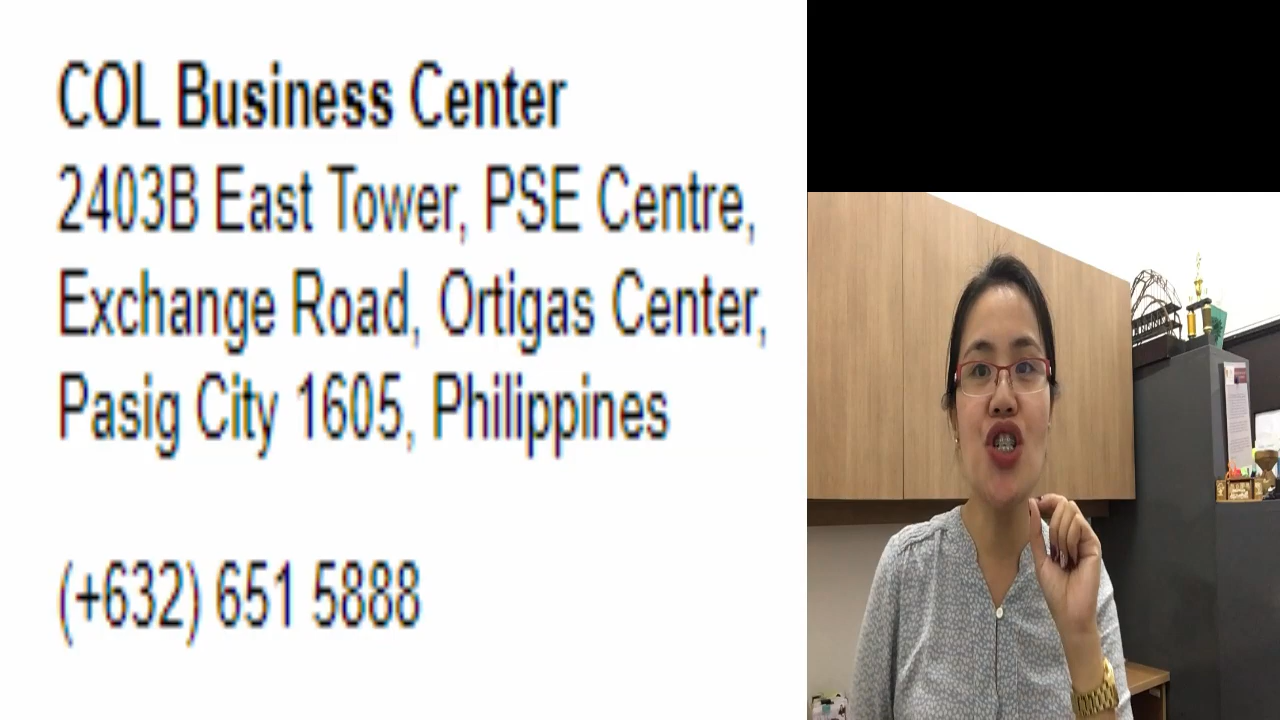 COL Business Center
2403B East Tower, PSE Centre,
Exchange Road, Ortigas Center,
Pasig City 1605, Philippines
(+632) 651 5888